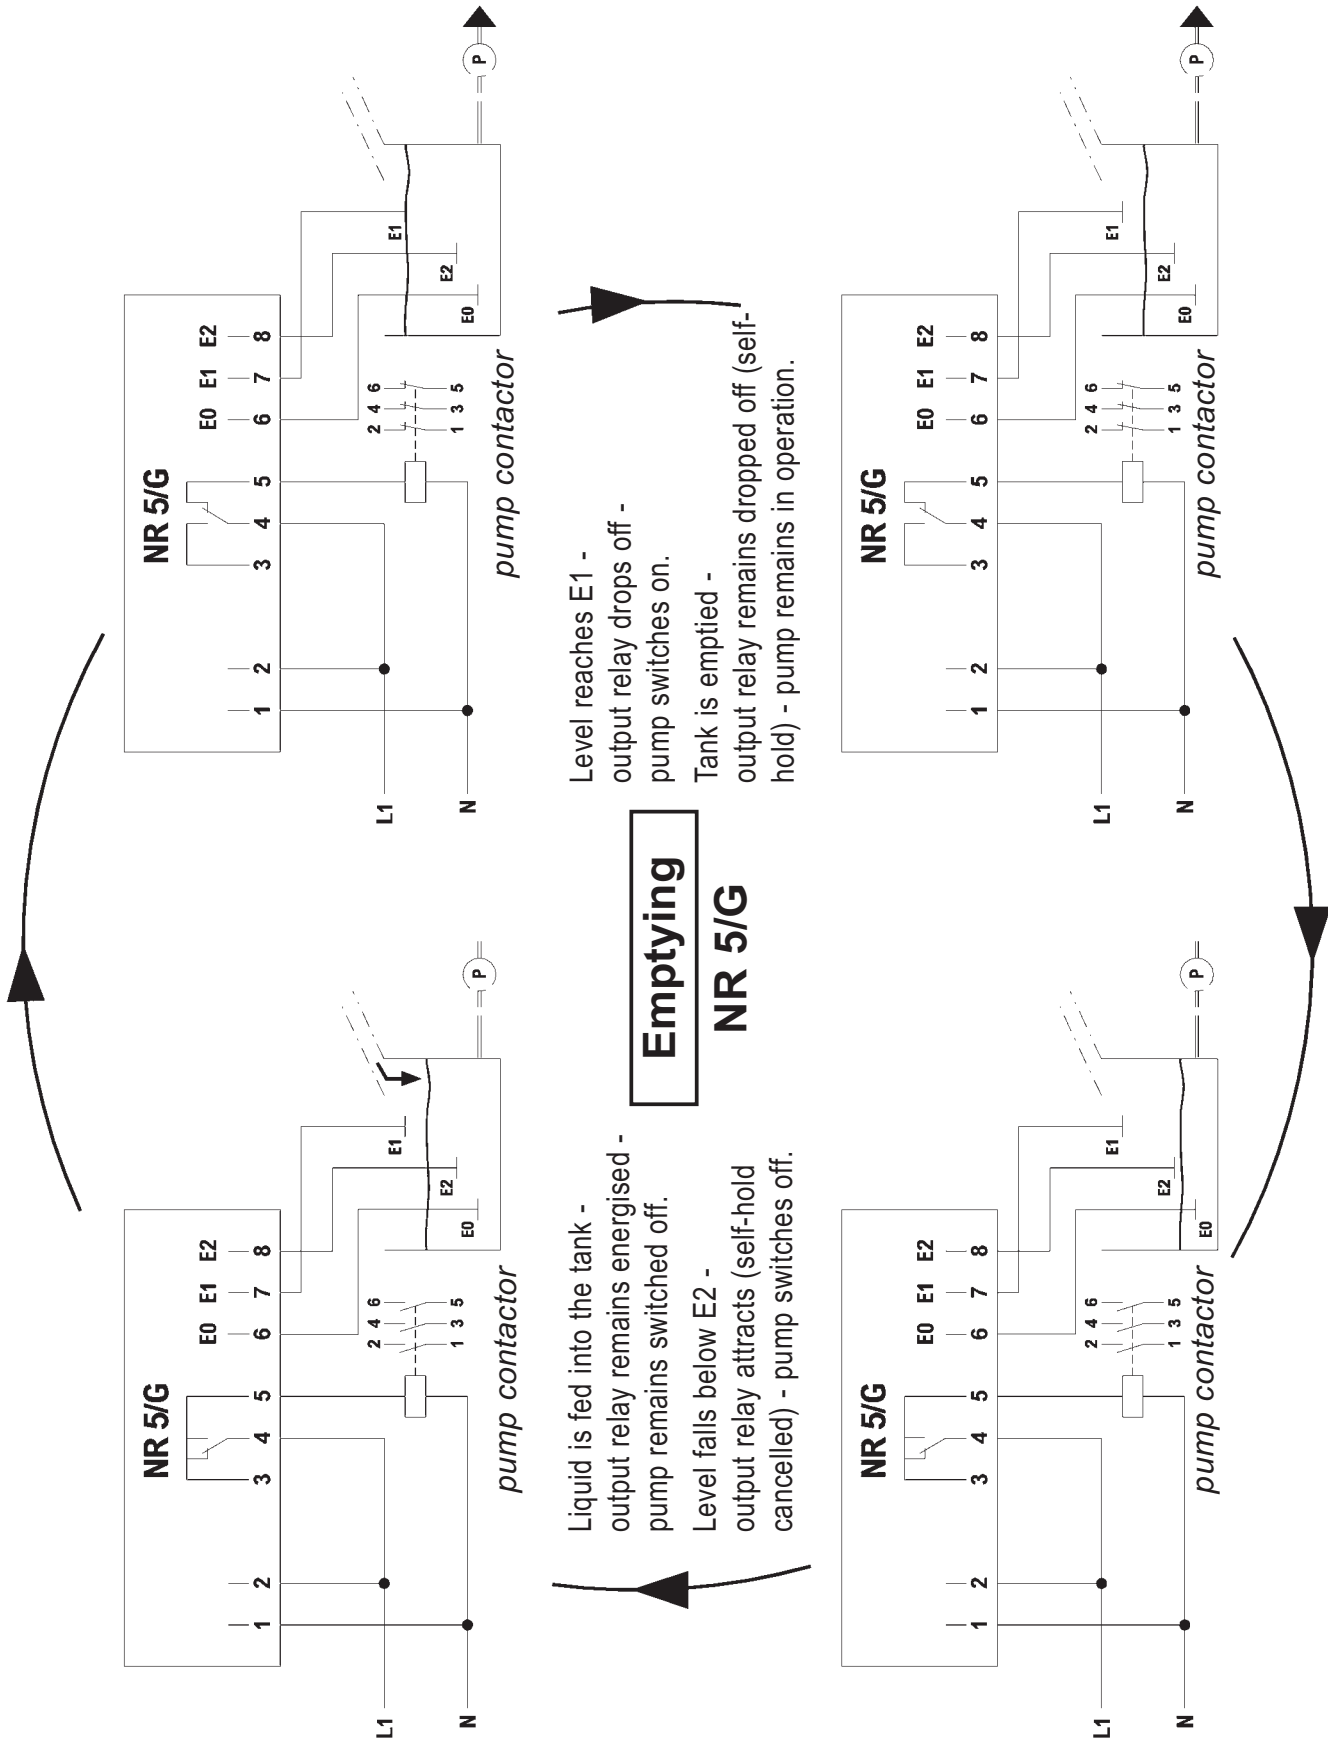 NR 5/G
E0 E1 E2
1 2 3 4 5 6 7 8
2 4 6
L1
E1
E2
1 3 5
N
E0
P
pump contactor
NR 5/G
E0 E1 E2
1 2 3 4 5 6 7 8
2 4 6
L1
E1
E2
1 3 5
N
E0
P
pump contactor
Liquid is fed into the tank -
output relay remains energised -
pump remains switched off.
Level falls below E2 -
output relay attracts (self-hold
cancelled) - pump switches off.
Emptying
NR 5/G
Level reaches E1 -
output relay drops off -
pump switches on.
Tank is emptied -
output relay remains dropped off (self-
hold) - pump remains in operation.
NR 5/G
E0 E1 E2
1 2 3 4 5 6 7 8
2 4 6
L1
E1
E2
1 3 5
N
E0
P
pump contactor
NR 5/G
E0 E1 E2
1 2 3 4 5 6 7 8
2 4 6
L1
E1
E2
1 3 5
N
E0
P
pump contactor